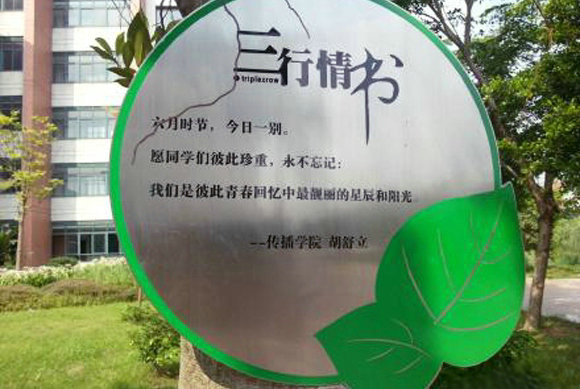 三行情书
triplexrow
六月时节，今日一别。
愿同学们彼此珍重，永不忘记：
我们是彼此青春回忆中最靓丽的星辰和阳光。
--传播学院 胡舒立